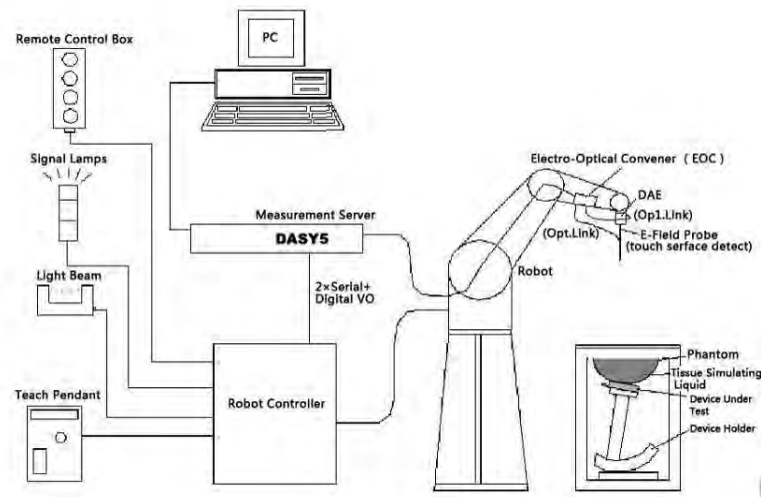 Remote Control Box
PC
Signal Lamps
Electro-Optical Convener （EOC）
DAE
(Op1.Link)
Measurement Server
DASY5
(Opt.Link)
E-Field Probe
(touch serface detect)
Robot
Light Beam
2×Serial+
Digital VO
Phantom
Tissue Simulating
Liquid
Teach Pendant
Robot Controller
Device Under
Test
Device Holder